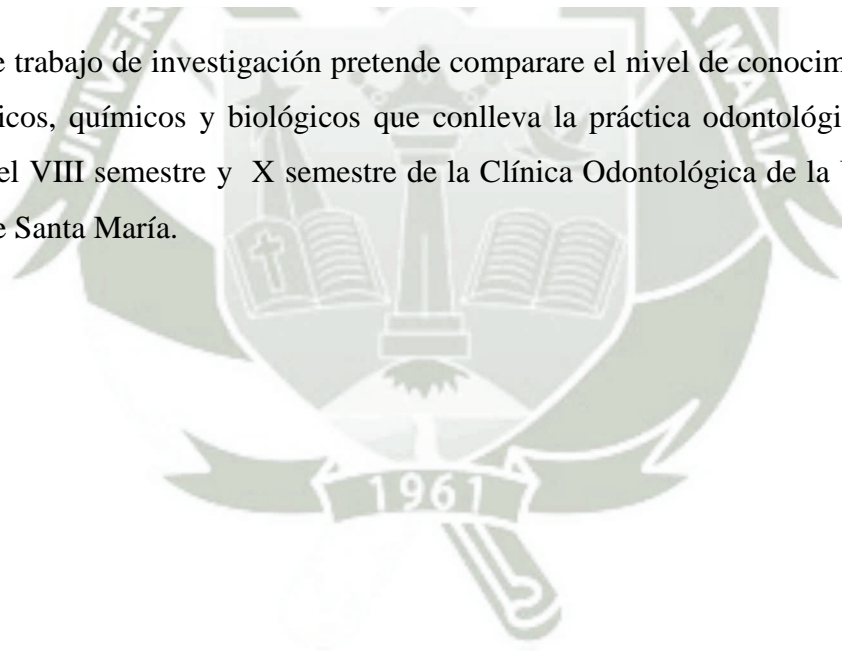 e trabajo de investigación pretende comparare el nivel de conocim
icos, químicos y biológicos que conlleva la práctica odontológi
el VIII semestre y X semestre de la Clínica Odontológica de la
e Santa María.
1961